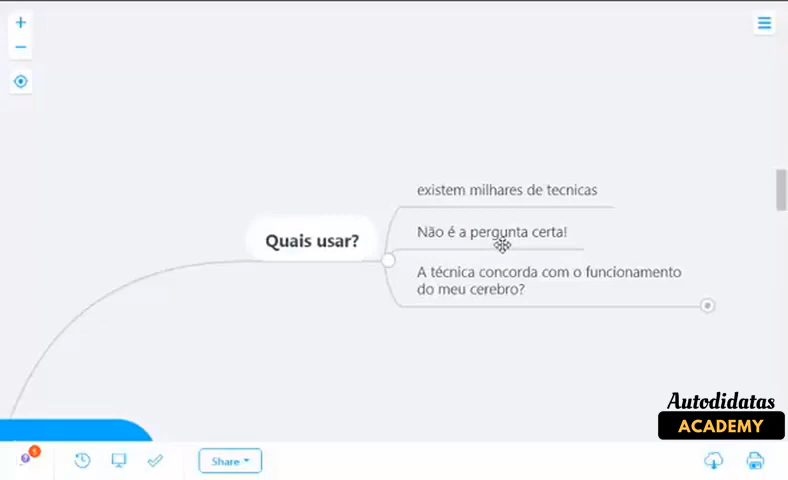 existem milhares de tecnicas
Quais usar?
Não é a pergunta certa!
A técnica concorda com o funcionamento
do meu cerebro?
Autodidatas
ACADEMY
Share